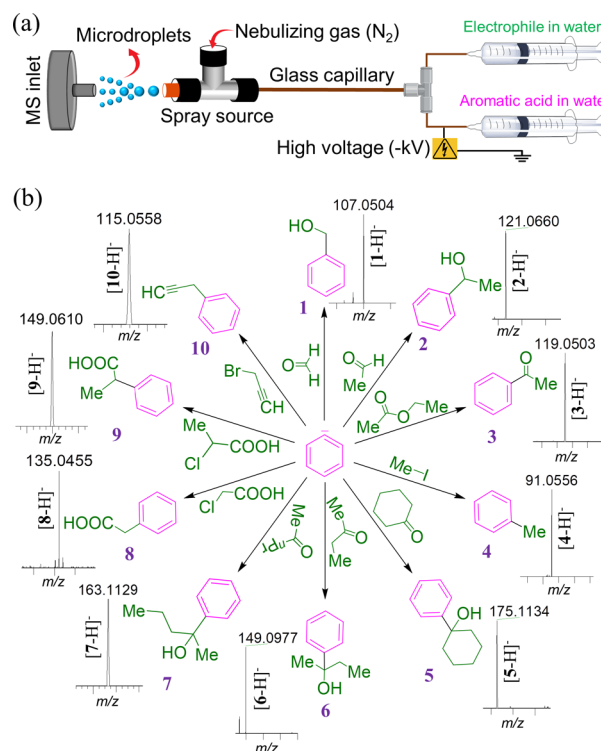 (a)
Nebulizing gas (N2)
Electrophile in water
Microdroplets
MS inlet
Glass capillary
Spray source
Aromatic acid in water
High voltage (-kV)
(b)
115.0558
[10-H]-
m/z
HC
10
OH
1
107.0504
[1-H]-
m/z
OH
Me
2
121.0660
[2-H]-
m/z
149.0610
[9-H]-
m/z
HOOC
Me
9
Br
O
H
H
O
Me
H
O
Me
O
Me
O
Me
3
119.0503
[3-H]-
m/z
Me
COOH
Cl
−
Me–I
135.0455
[8-H]-
m/z
HOOC
8
Cl
COOH
Me
O
nPr
Me
O
O
Me
4
91.0556
[4-H]-
m/z
163.1129
[7-H]-
m/z
Me
HO
Me
7
149.0977
[6-H]-
m/z
Me
Me
OH
6
OH
5
175.1134
[5-H]-
m/z